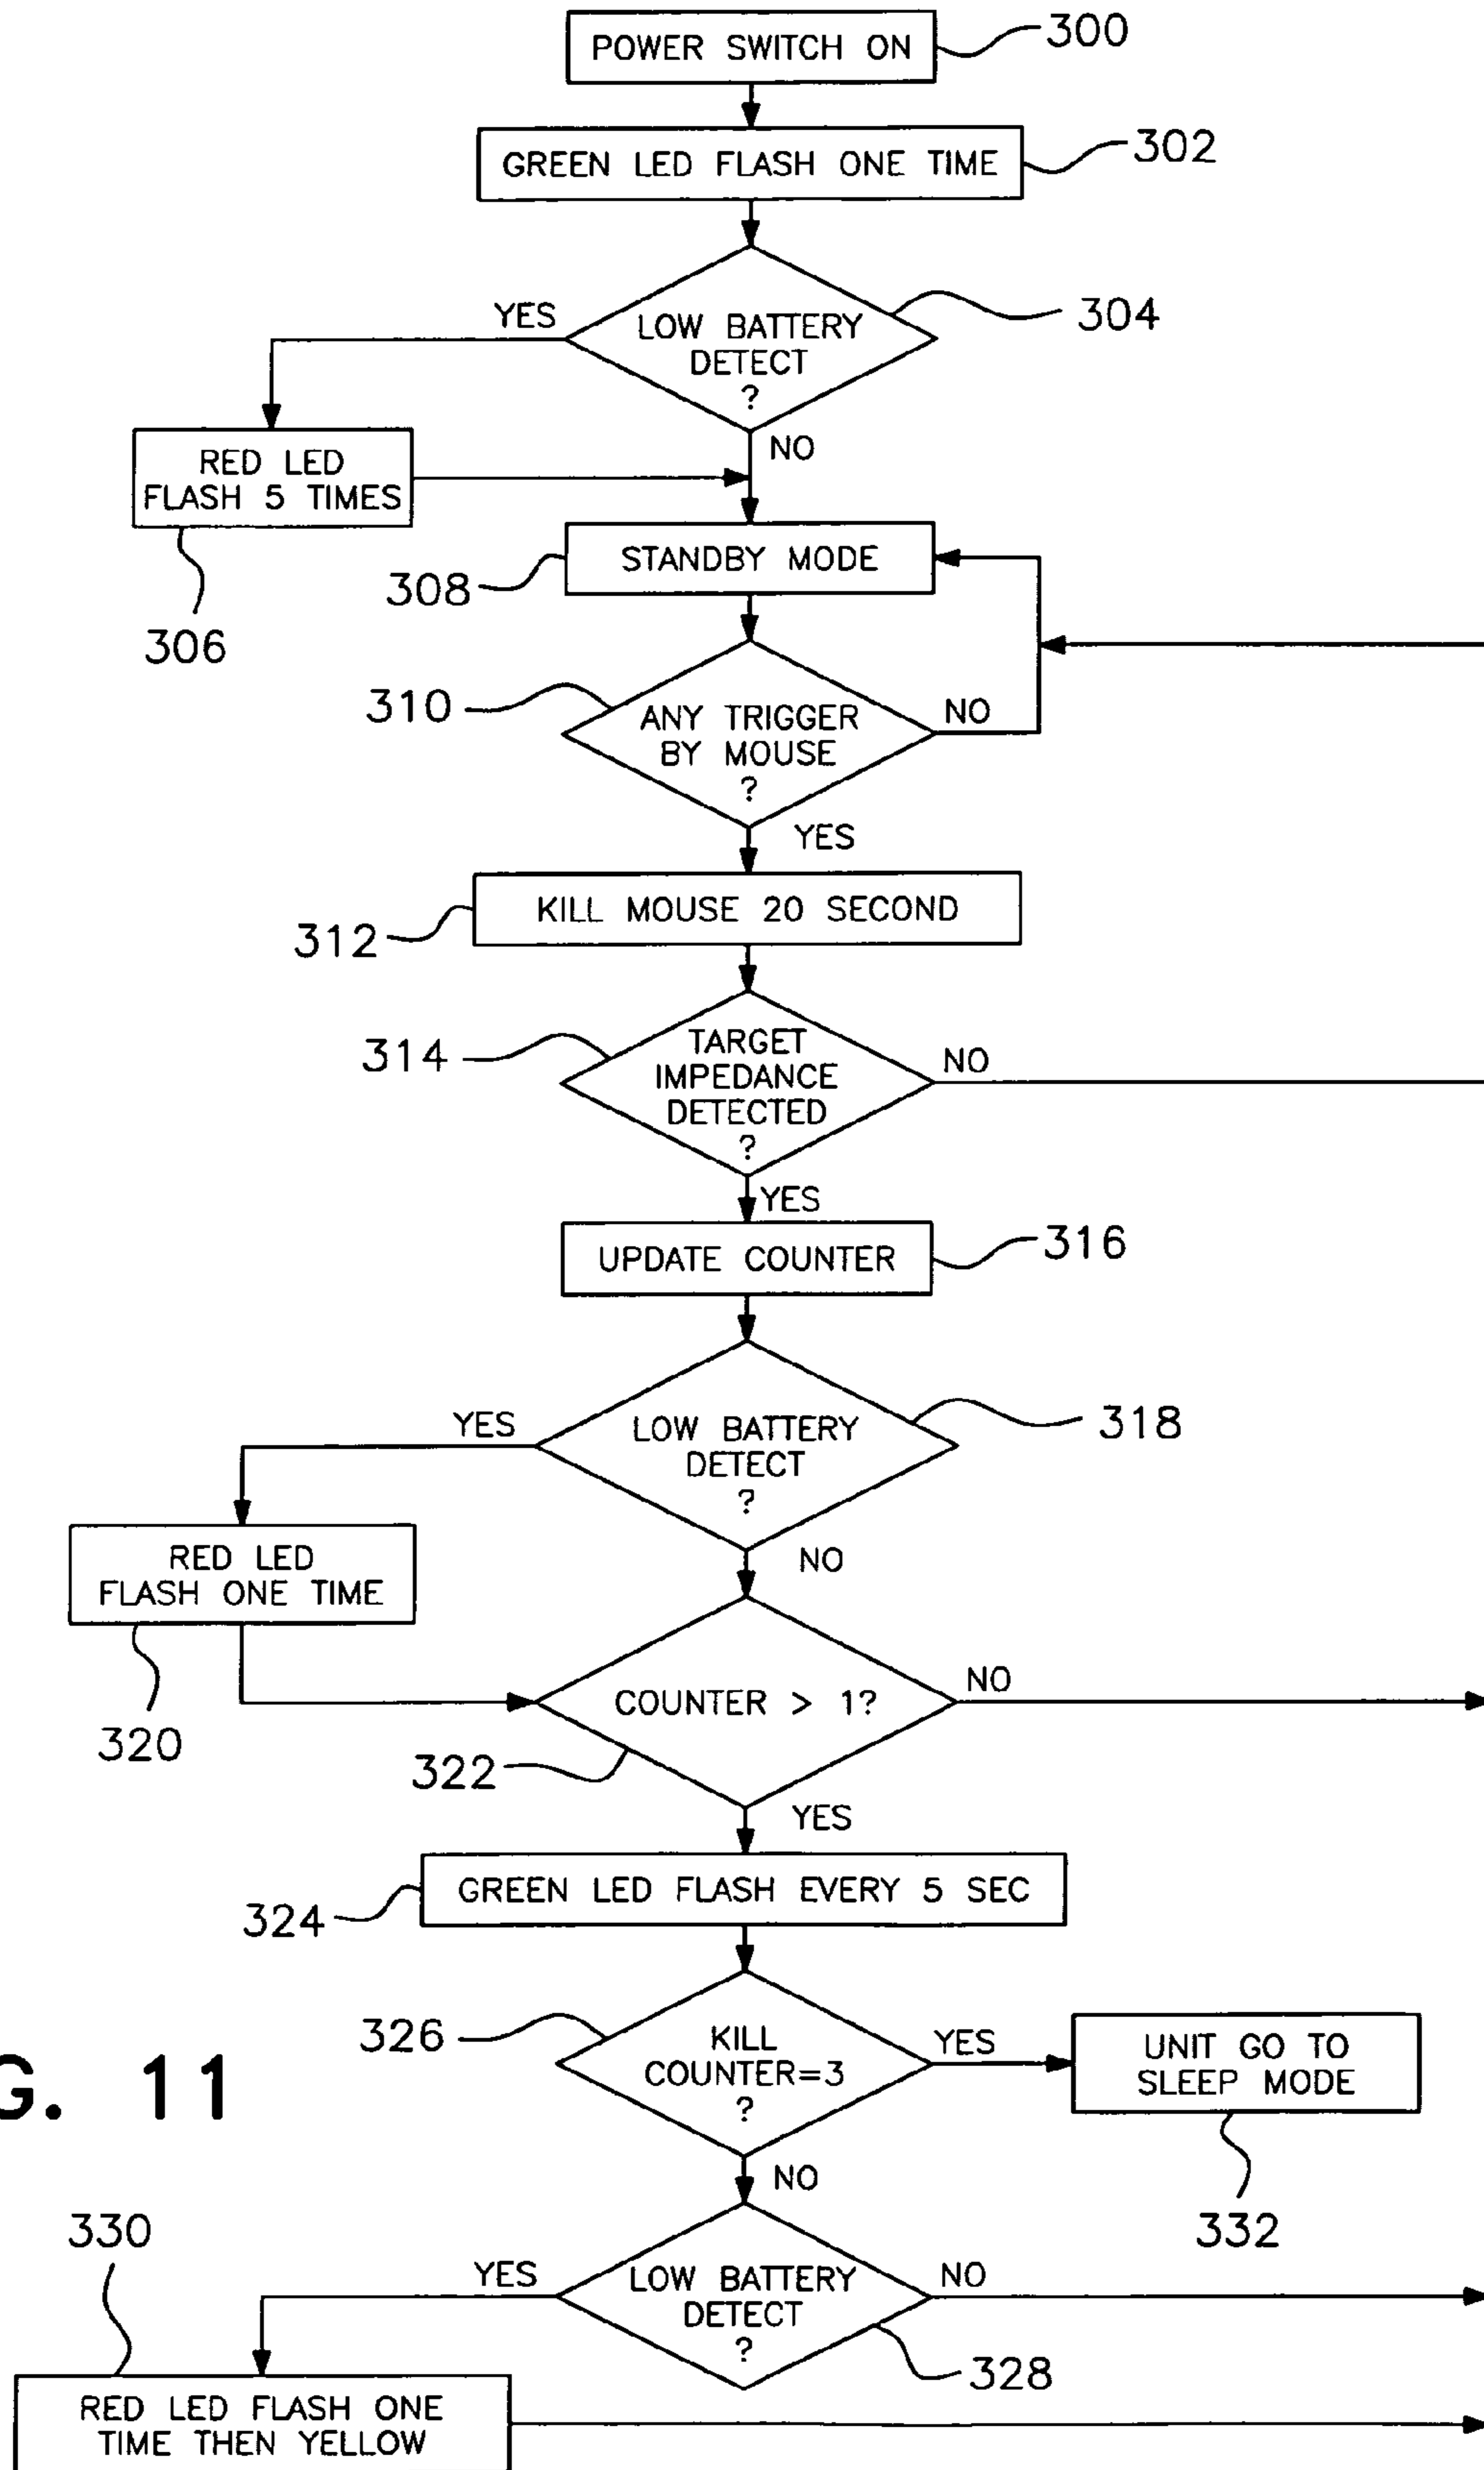 POWER SWITCH ON
300
GREEN LED FLASH ONE TIME
302
LOW BATTERY
DETECT
?
304
YES
NO
RED LED
FLASH 5 TIMES
306
STANDBY MODE
308
ANY TRIGGER
BY MOUSE
?
310
NO
YES
KILL MOUSE 20 SECOND
312
TARGET
IMPEDANCE
DETECTED
?
314
NO
YES
UPDATE COUNTER
316
LOW BATTERY
DETECT
?
318
YES
NO
RED LED
FLASH ONE TIME
320
COUNTER > 1?
322
NO
YES
GREEN LED FLASH EVERY 5 SEC
324
KILL
COUNTER=3
?
326
YES
UNIT GO TO
SLEEP MODE
332
NO
G. 11
LOW BATTERY
DETECT
?
328
YES
NO
330
RED LED FLASH ONE
TIME THEN YELLOW